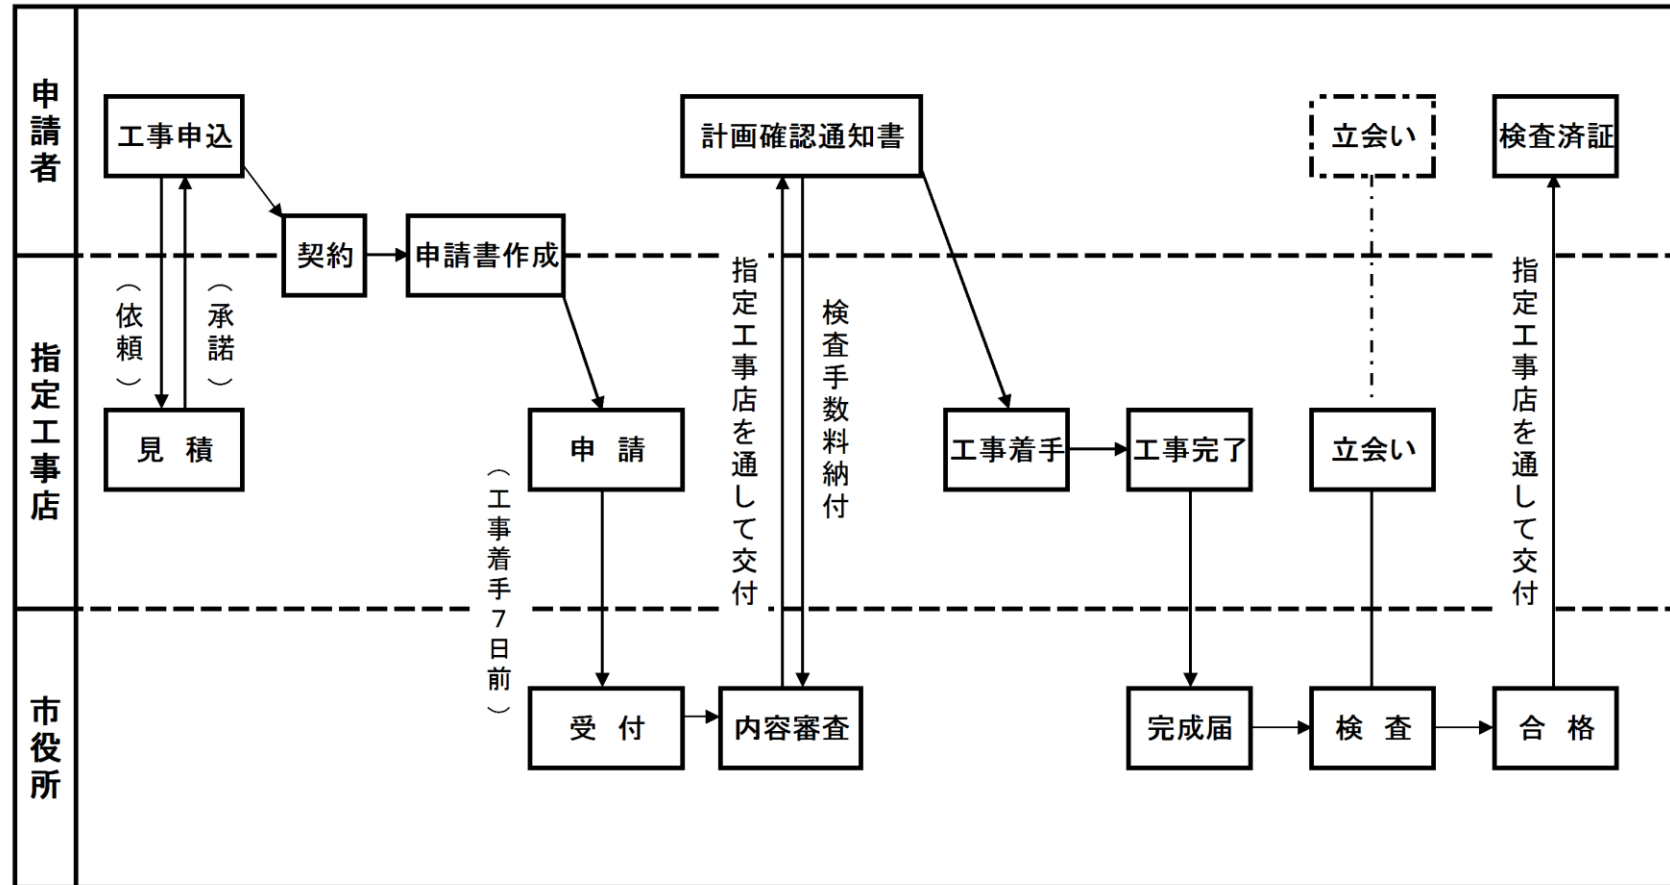 申請者
工事申込
計画確認通知書
立会い
検査済証
契約
申請書作成
指定工事店
（依頼）
（承諾）
見 積
申 請
（工事着手７日前）
指定工事店を通して交付
検査手数料納付
工事着手
工事完了
立会い
指定工事店を通して交付
市役所
受 付
内容審査
完成届
検 査
合 格